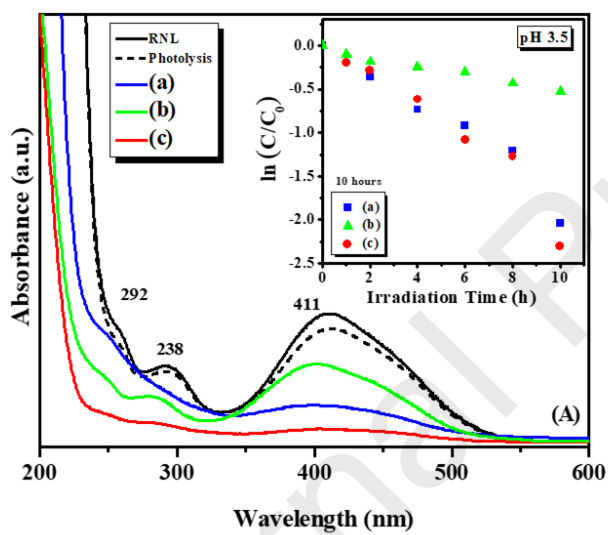 RNL
Photolysis
(a)
(b)
(c)
pH 3.5
ln (C/C0)
0.0
-0.5
-1.0
-1.5
-2.0
-2.5
10 hours
(a)
(b)
(c)
0 1 2 4 6 8 10
Irradiation Time (h)
Absorbance (a.u.)
292
238
411
(A)
200 300 400 500 600
Wavelength (nm)